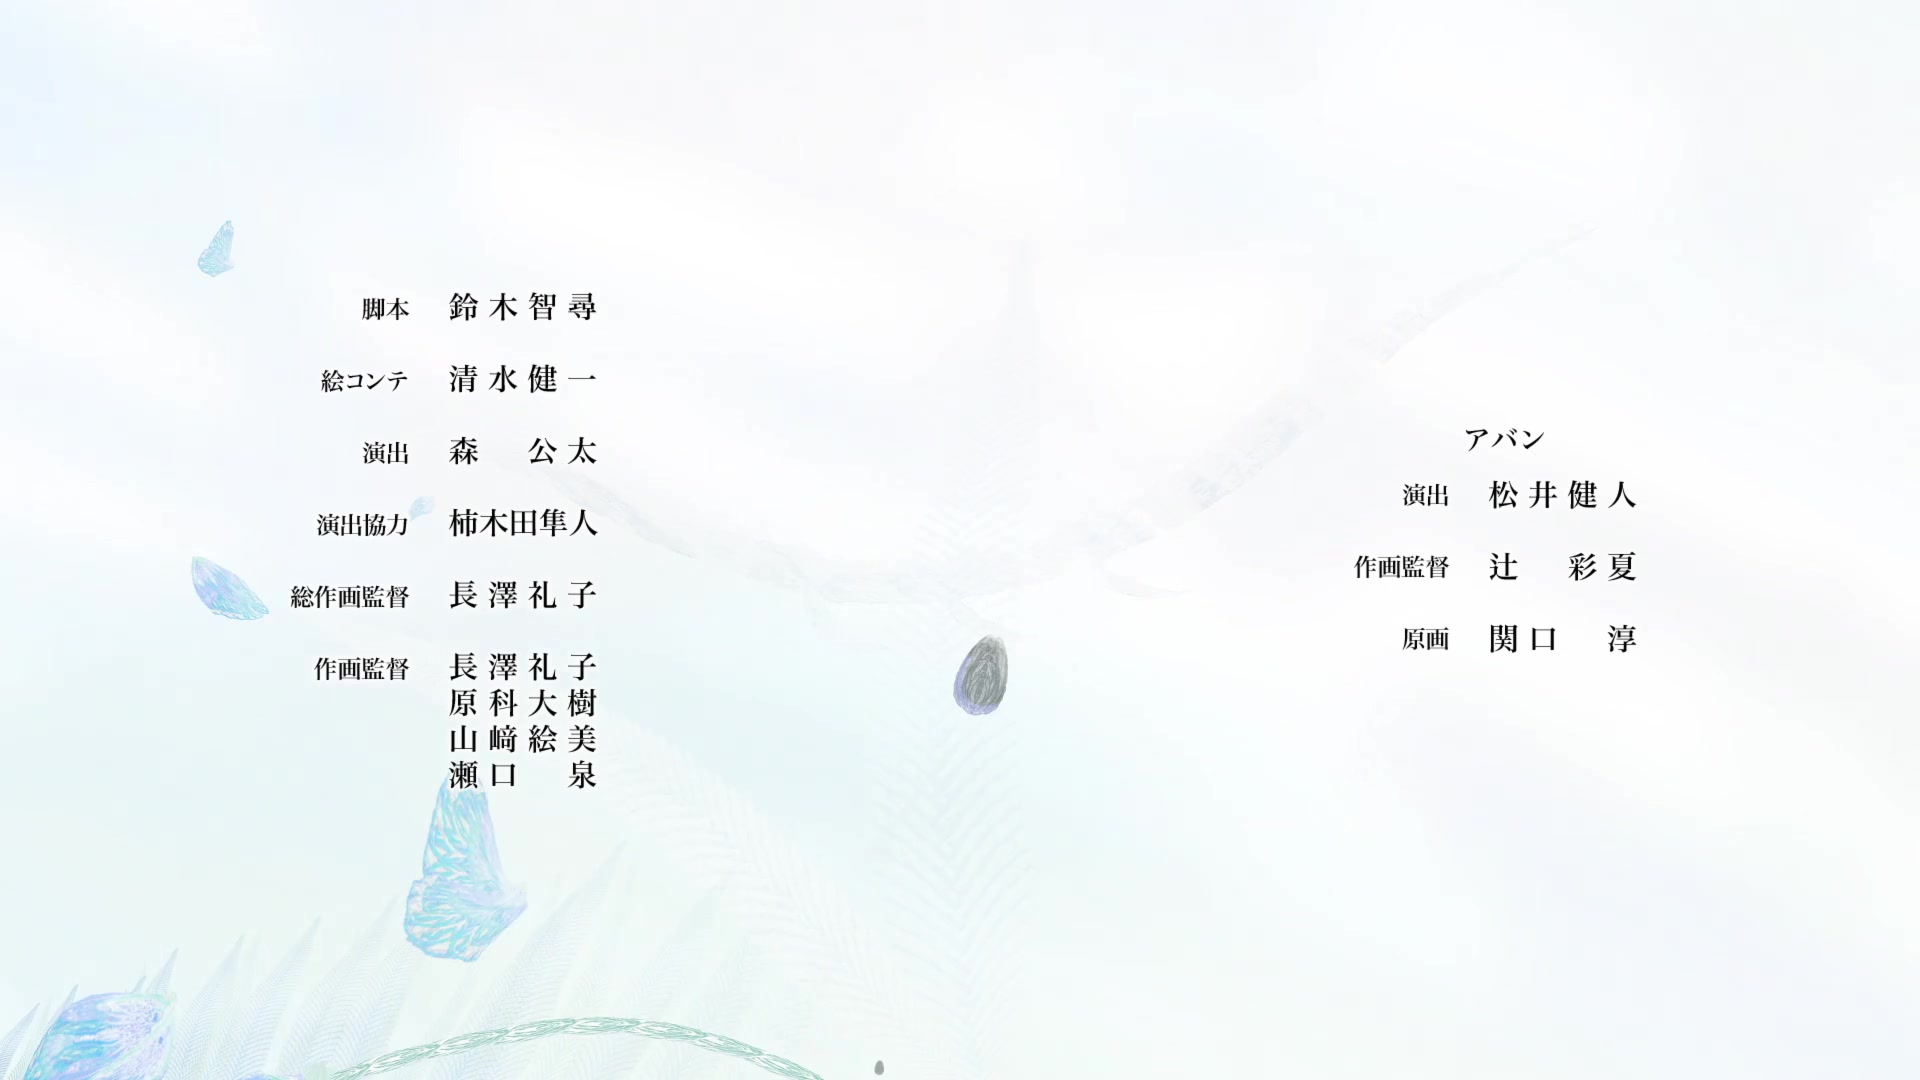 脚本 鈴木智尋
絵コンテ 清水健一
演出 森 公太
演出協力 柿木田隼人
総作画監督 長澤礼子
作画監督 長澤礼子
原科大樹
山﨑絵美
瀬口 泉
アバン
演出 松井健人
作画監督 辻 彩夏
原画 関口 淳